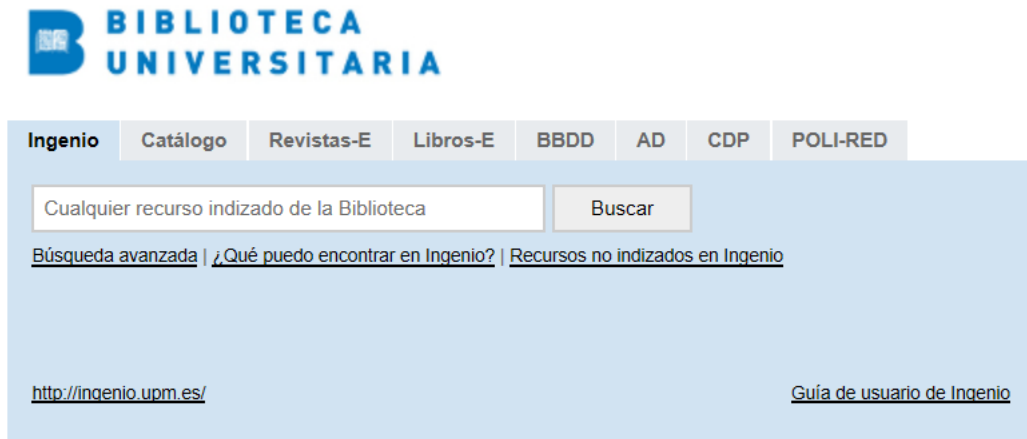 BIBLIOTECA
UNIVERSITARIA
Ingenio Catálogo Revistas-E Libros-E BBDD AD CDP POLI-RED
Cualquier recurso indizado de la Biblioteca Buscar
Búsqueda avanzada | ¿Qué puedo encontrar en Ingenio? | Recursos no indizados en Ingenio
http://ingenio.upm.es/ Guía de usuario de Ingenio